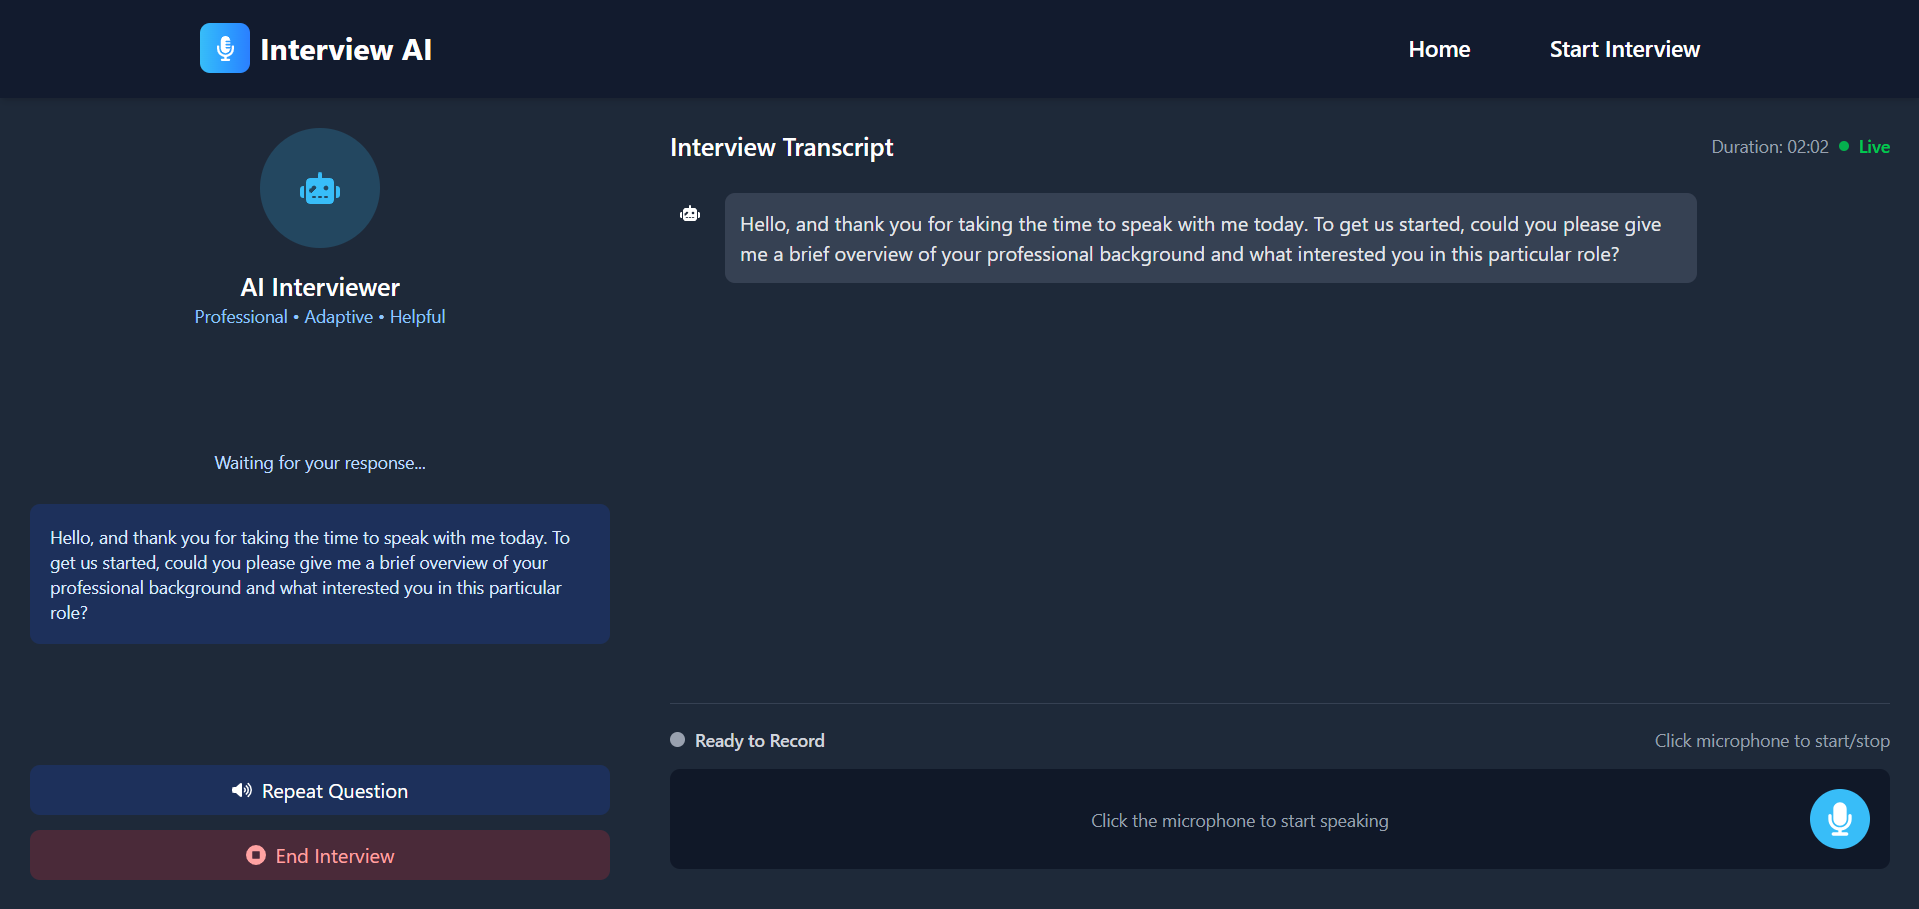 Interview AI
Home
Start Interview
AI Interviewer
Professional • Adaptive • Helpful
Waiting for your response...
Hello, and thank you for taking the time to speak with me today. To
get us started, could you please give me a brief overview of your
professional background and what interested you in this particular
role?
Repeat Question
End Interview
Interview Transcript
Duration: 02:02
Live
Hello, and thank you for taking the time to speak with me today. To get us started, could you please give
me a brief overview of your professional background and what interested you in this particular role?
Ready to Record
Click microphone to start/stop
Click the microphone to start speaking